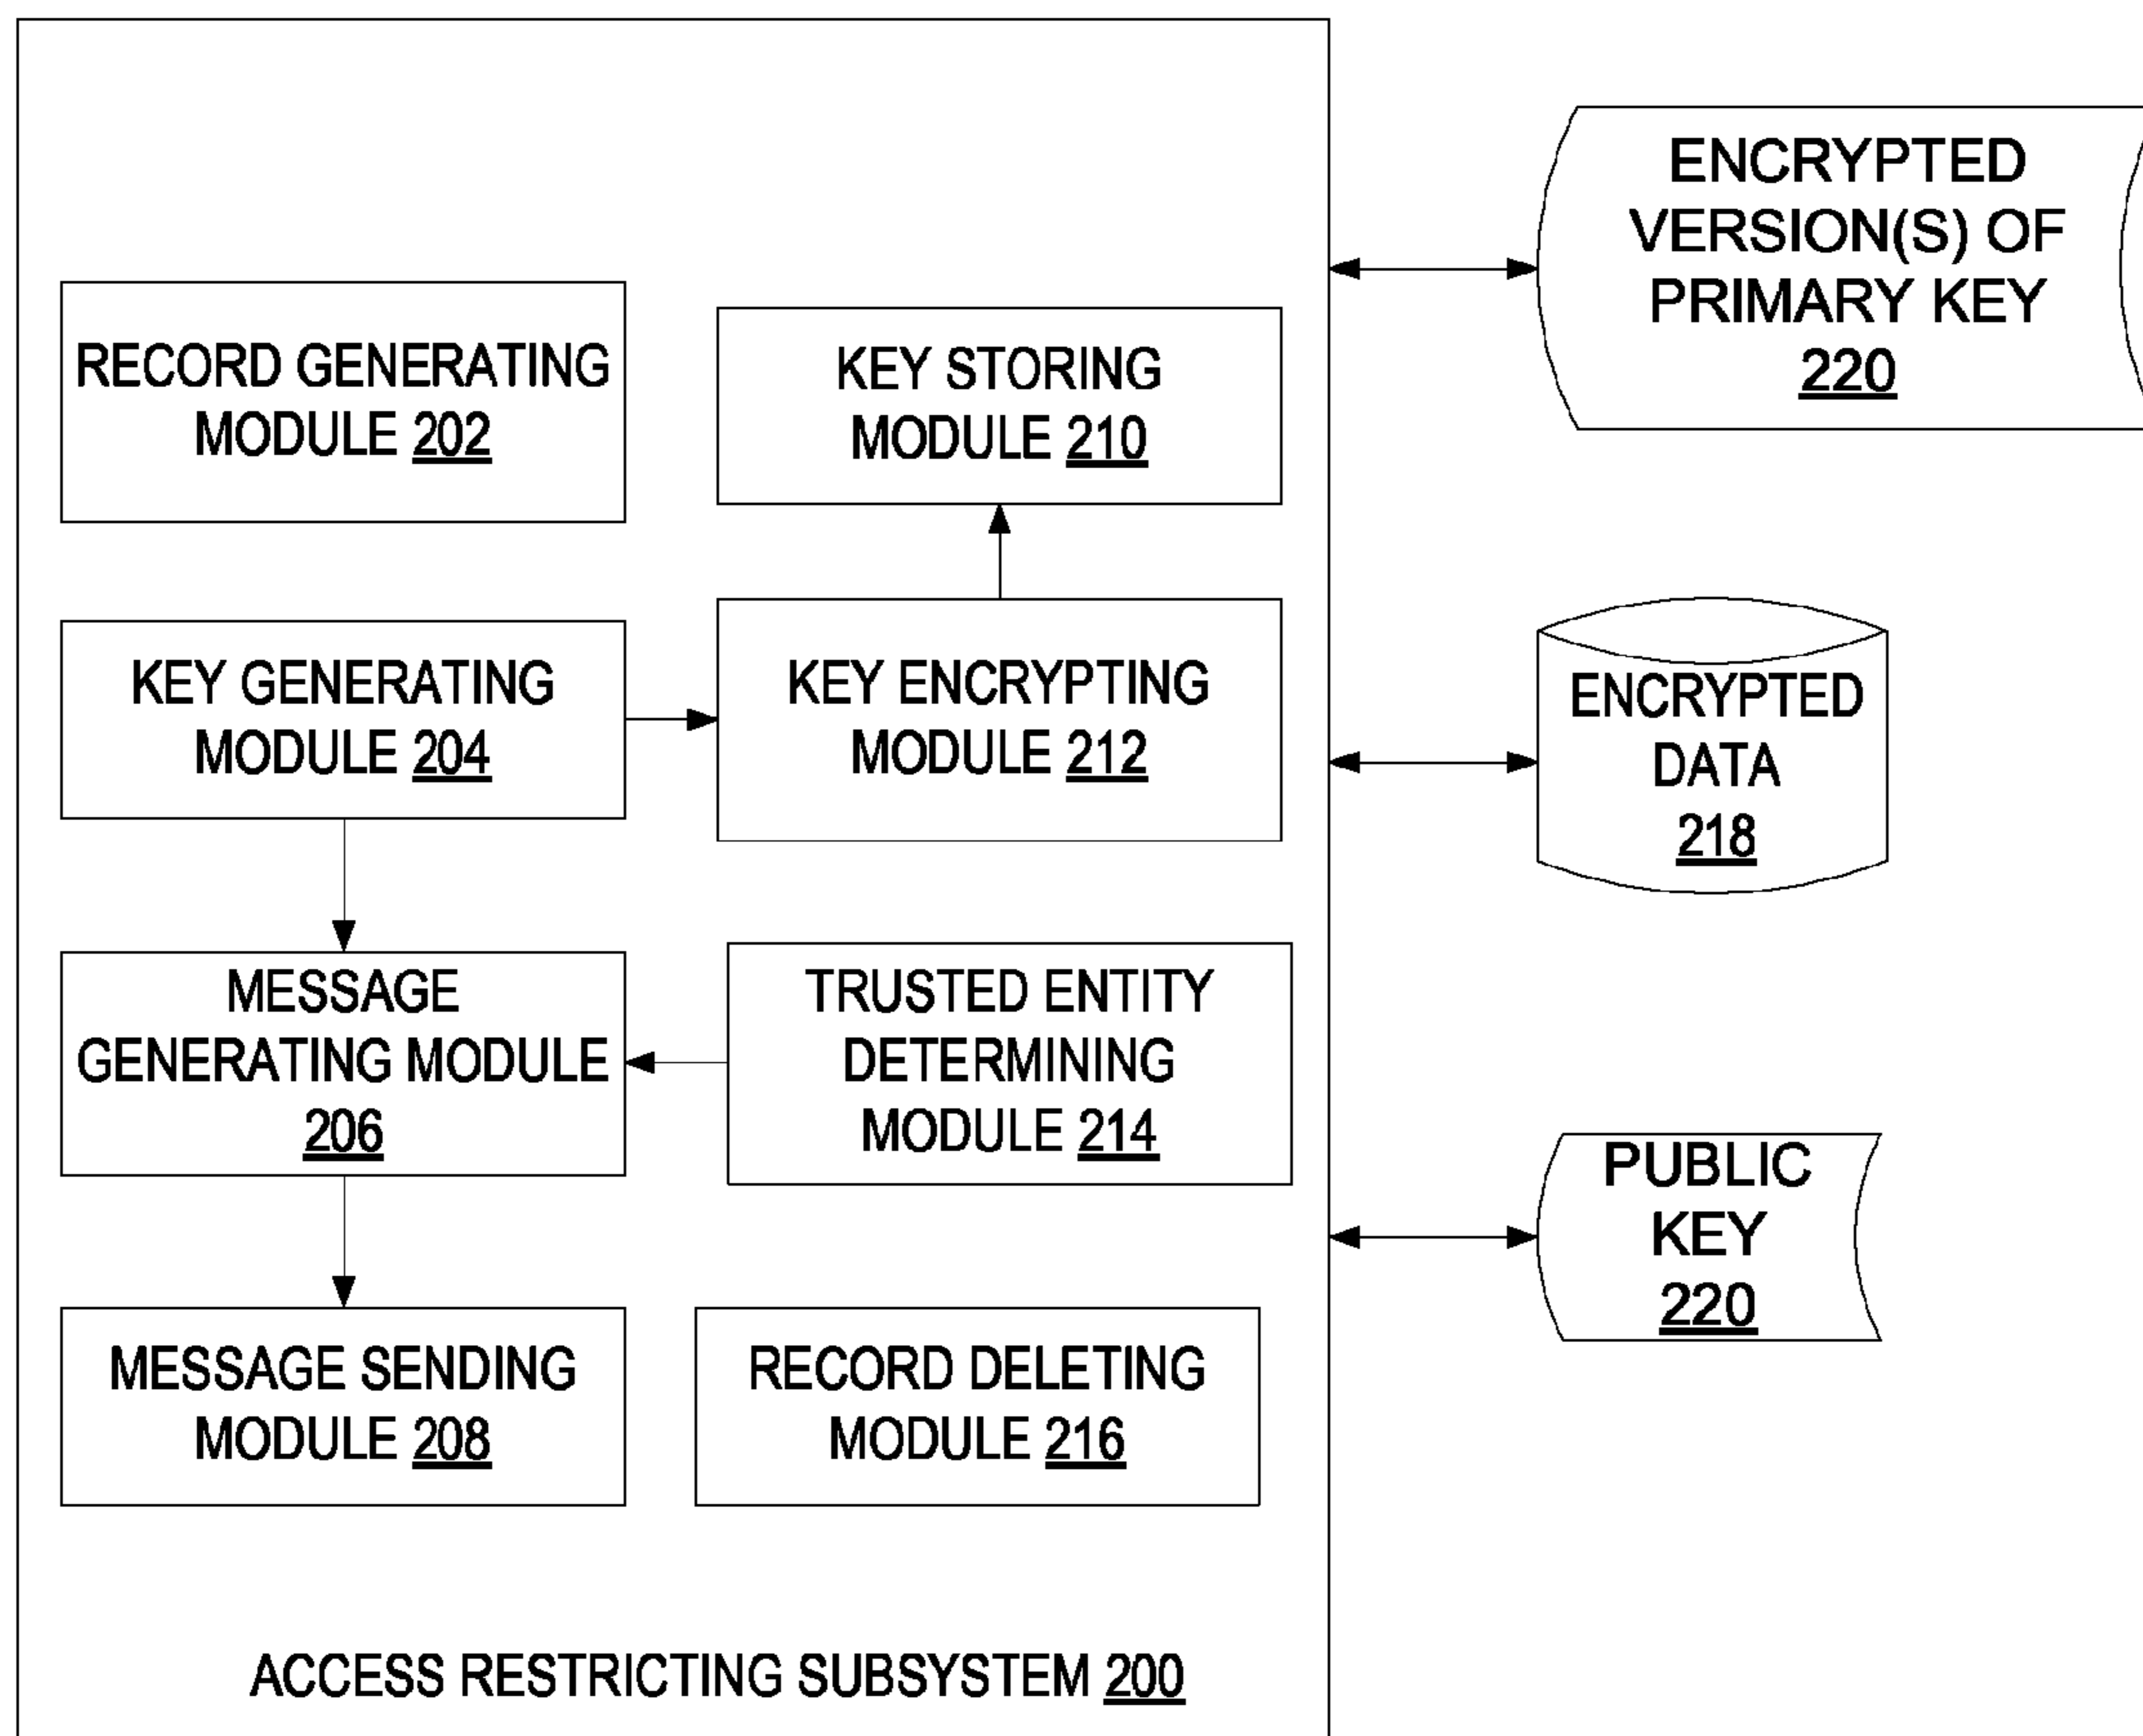 RECORD GENERATING
MODULE 202
KEY STORING
MODULE 210
KEY GENERATING
MODULE 204
KEY ENCRYPTING
MODULE 212
MESSAGE
GENERATING MODULE
206
TRUSTED ENTITY
DETERMINING
MODULE 214
MESSAGE SENDING
MODULE 208
RECORD DELETING
MODULE 216
ACCESS RESTRICTING SUBSYSTEM 200
ENCRYPTED
VERSION(S) OF
PRIMARY KEY
220
ENCRYPTED
DATA
218
PUBLIC
KEY
220